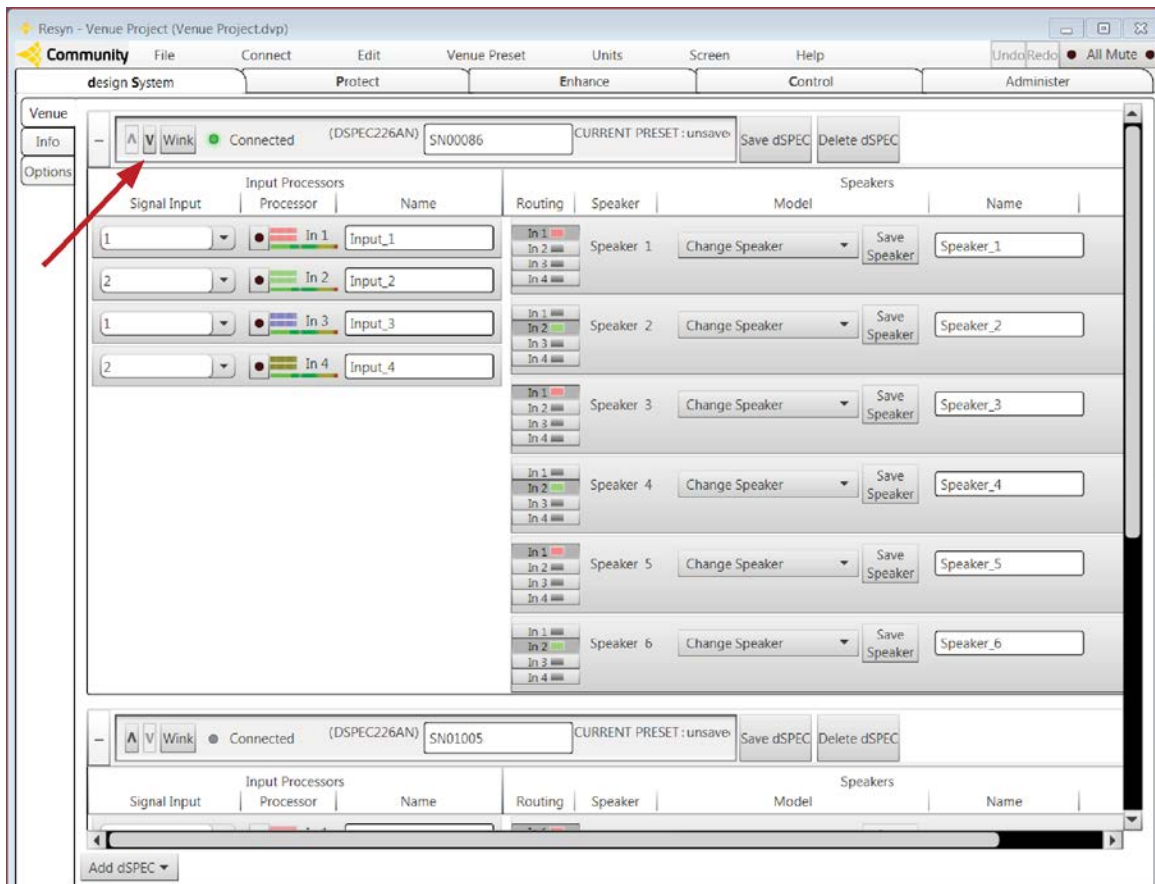 Resyn - Venue Project (Venue Project.dvp)
Community File Connect Edit Venue Preset Units Screen Help Undo Redo All Mute
design System Protect Enhance Control Administer
Venue
Info
Options
– Λ V Wink Connected (DSPEC226AN) SN00086 CURRENT PRESET : unsave Save dSPEC Delete dSPEC
Input Processors Speakers
Signal Input Processor Name Routing Speaker Model Name
1 In 1 Input_1
2 In 2 Input_2
1 In 3 Input_3
2 In 4 Input_4
In 1
In 2
In 3
In 4
Speaker 1 Change Speaker Save Speaker Speaker_1
In 1
In 2
In 3
In 4
Speaker 2 Change Speaker Save Speaker Speaker_2
In 1
In 2
In 3
In 4
Speaker 3 Change Speaker Save Speaker Speaker_3
In 1
In 2
In 3
In 4
Speaker 4 Change Speaker Save Speaker Speaker_4
In 1
In 2
In 3
In 4
Speaker 5 Change Speaker Save Speaker Speaker_5
In 1
In 2
In 3
In 4
Speaker 6 Change Speaker Save Speaker Speaker_6
– Λ V Wink Connected (DSPEC226AN) SN01005 CURRENT PRESET : unsave Save dSPEC Delete dSPEC
Input Processors Speakers
Signal Input Processor Name Routing Speaker Model Name
Add dSPEC